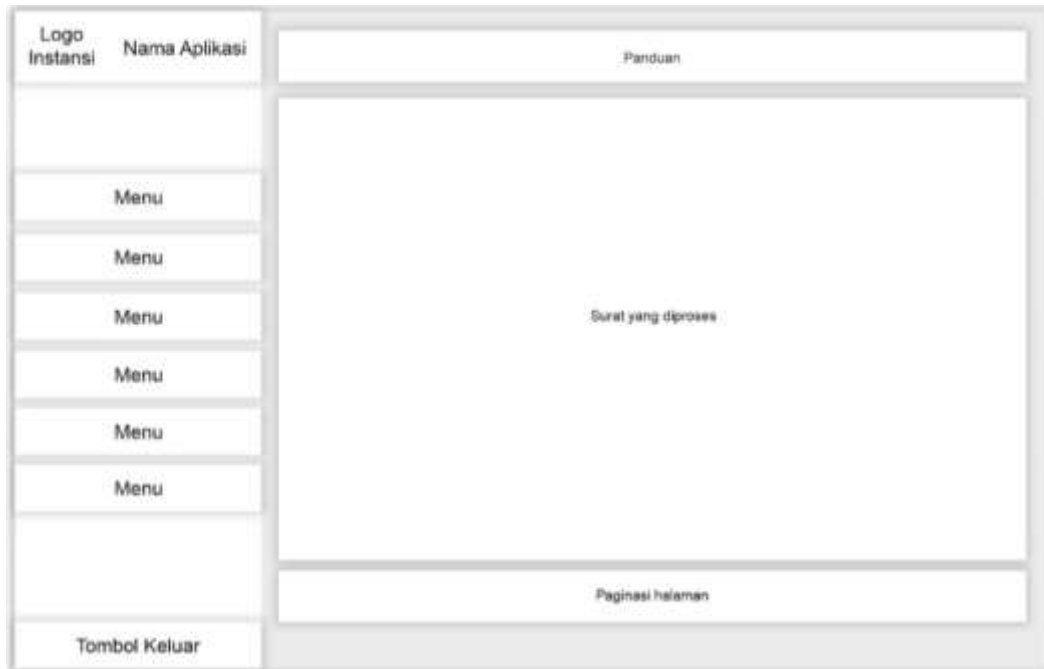 Logo
Instansi
Nama Aplikasi
Panduan
Menu
Menu
Menu
Surat yang diproses
Menu
Menu
Menu
Paginasi halaman
Tombol Keluar